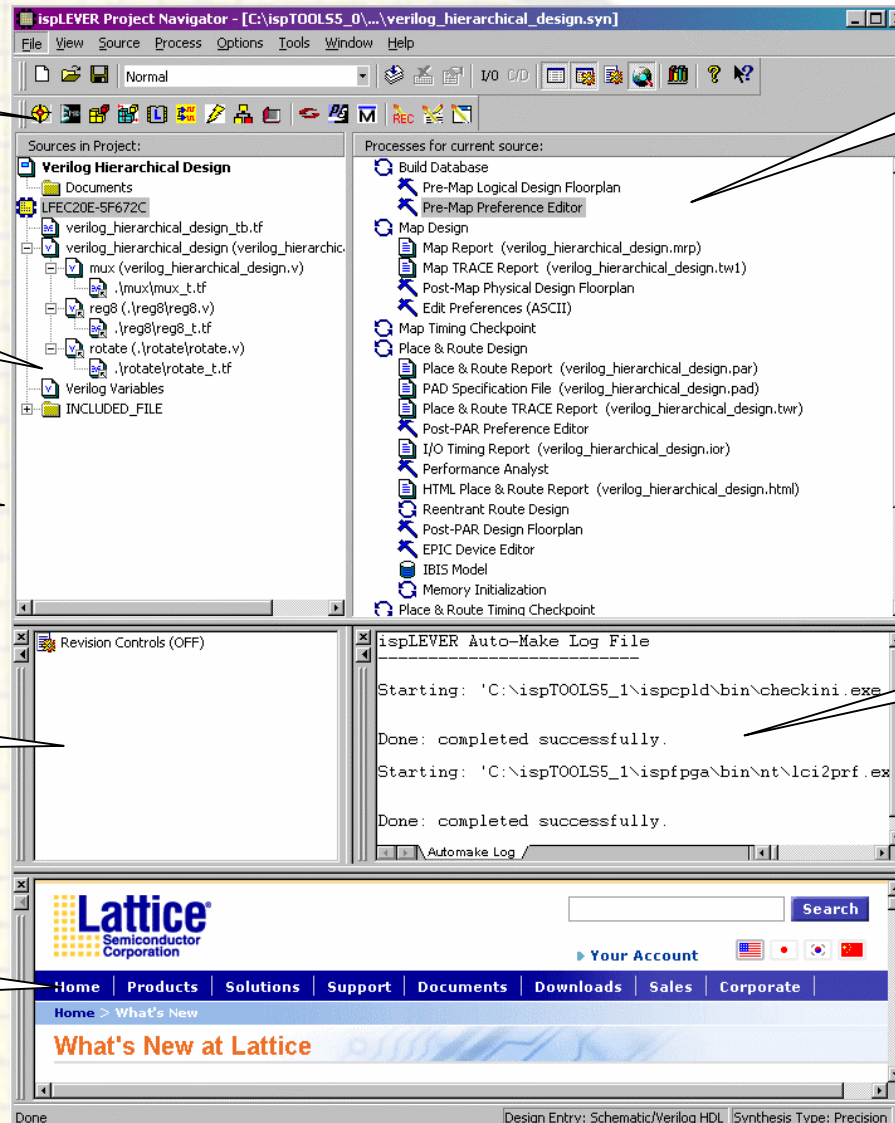 ispLEVER Project Navigator - [C:\ispTOOLS5_0\...\verilog_hierarchical_design.syn]
File View Source Process Options Tools Window Help
Normal
I/O C/D
REC
Sources in Project:
Verilog Hierarchical Design
Documents
LFEC20E-5F672C
verilog_hierarchical_design_tb.tf
verilog_hierarchical_design (verilog_hierarchic
mux (verilog_hierarchical_design.v)
.\mux\mux_t.tf
reg8 (.\reg8\reg8.v)
.\reg8\reg8_t.tf
rotate (.\rotate\rotate.v)
.\rotate\rotate_t.tf
Verilog Variables
INCLUDED_FILE
Processes for current source:
Build Database
Pre-Map Logical Design Floorplan
Pre-Map Preference Editor
Map Design
Map Report (verilog_hierarchical_design.mrp)
Map TRACE Report (verilog_hierarchical_design.tw1)
Post-Map Physical Design Floorplan
Edit Preferences (ASCII)
Map Timing Checkpoint
Place & Route Design
Place & Route Report (verilog_hierarchical_design.par)
PAD Specification File (verilog_hierarchical_design.pad)
Place & Route TRACE Report (verilog_hierarchical_design.twr)
Post-PAR Preference Editor
I/O Timing Report (verilog_hierarchical_design.ior)
Performance Analyst
HTML Place & Route Report (verilog_hierarchical_design.html)
Reentrant Route Design
Post-PAR Design Floorplan
EPIC Device Editor
IBIS Model
Memory Initialization
Place & Route Timing Checkpoint
Revision Controls (OFF)
ispLEVER Auto-Make Log File
---------------------------
Starting: 'C:\ispTOOLS5_1\ispcpld\bin\checkini.exe
Done: completed successfully.
Starting: 'C:\ispTOOLS5_1\ispfpga\bin\nt\lci2prf.ex
Done: completed successfully.
Automake Log
Lattice®
Semiconductor
Corporation
Search
Your Account
Home Products Solutions Support Documents Downloads Sales Corporate
Home > What's New
What's New at Lattice
Done
Design Entry: Schematic/Verilog HDL Synthesis Type: Precision